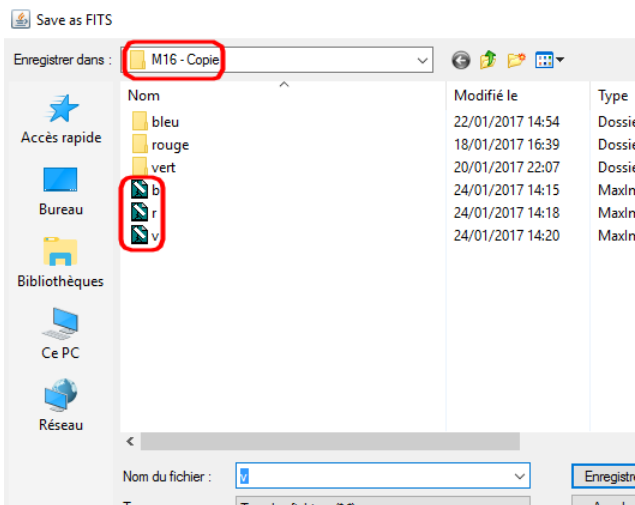 Save as FITS
Enregistrer dans : M16 - Copie
Nom Modifié le Type
bleu 22/01/2017 14:54 Dossie
rouge 18/01/2017 16:39 Dossie
vert 20/01/2017 22:07 Dossie
b 24/01/2017 14:15 MaxIm
r 24/01/2017 14:18 MaxIm
v 24/01/2017 14:20 MaxIm
Accès rapide
Bureau
Bibliothèques
Ce PC
Réseau
Nom du fichier : v Enregistre